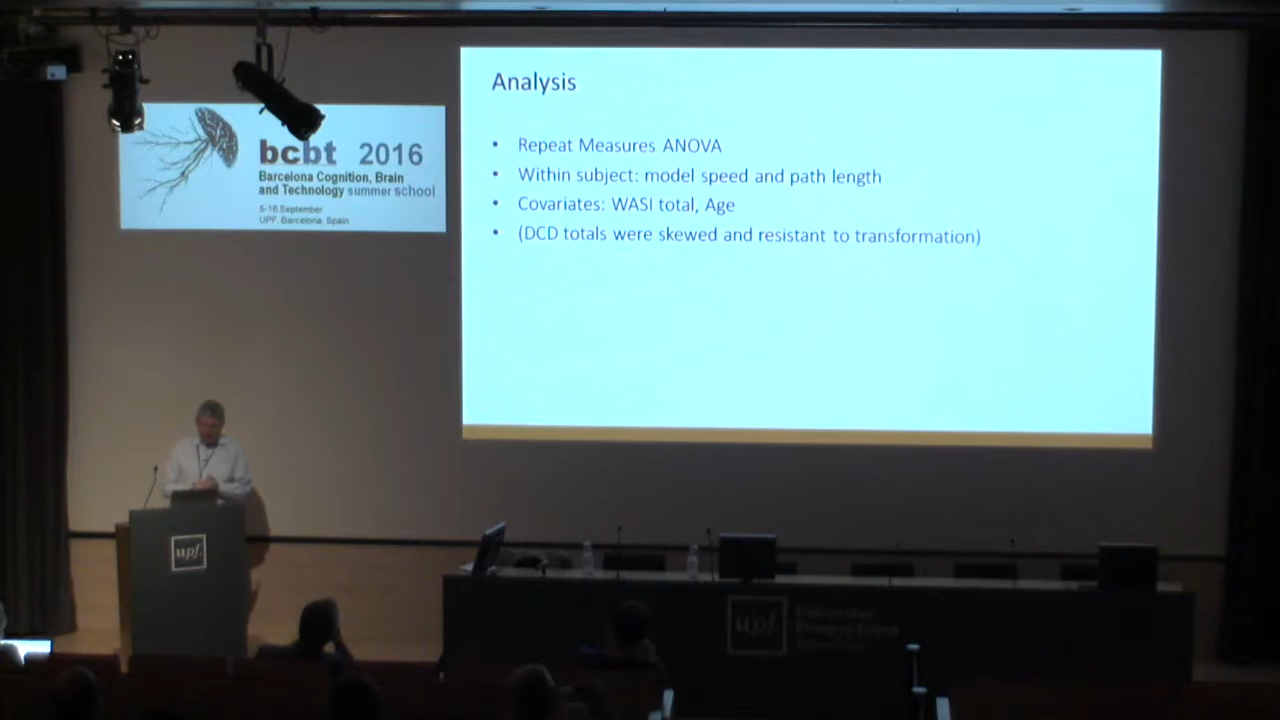 bcbt 2016
Barcelona Cognition, Brain
and Technology summer school
5-16 September
UPF, Barcelona, Spain
Analysis
• Repeat Measures ANOVA
• Within subject: model speed and path length
• Covariates: WASI total, Age
• (DCD totals were skewed and resistant to transformation)
upf.
upf.